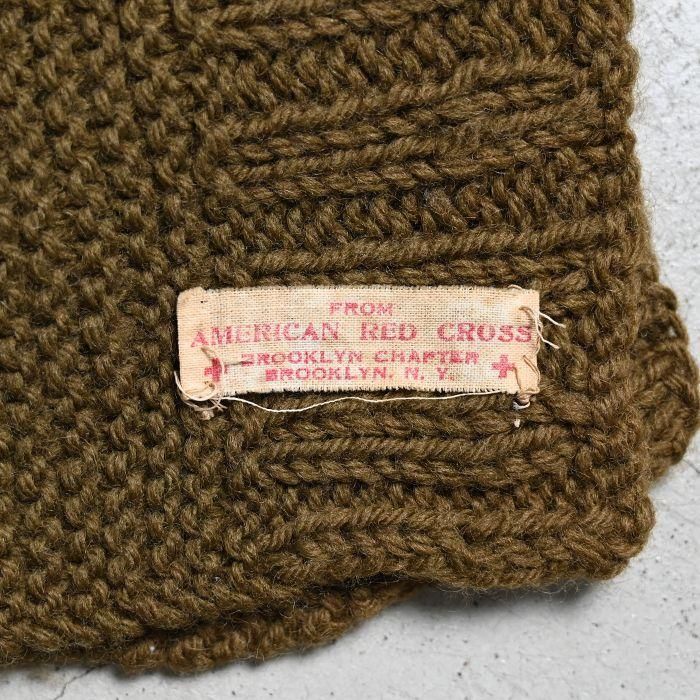 FROM
AMERICAN RED CROSS
BROOKLYN CHAPTER
BROOKLYN, N. Y.